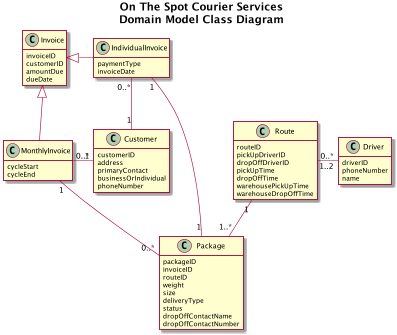 On The Spot Courier Services
Domain Model Class Diagram
C Invoice
invoiceID
customerID
amountDue
dueDate
C IndividualInvoice
paymentType
invoiceDate
0..*
1
1
C MonthlyInvoice
cycleStart
cycleEnd
0..*
1
C Customer
customerID
address
primaryContact
businessOrIndividual
phoneNumber
C Route
routeID
pickUpDriverID
dropOffDriverID
pickUpTime
dropOffTime
warehousePickUpTime
warehouseDropOffTime
0..*
1..2
C Driver
driverID
phoneNumber
name
1
1
1..*
1
0..*
C Package
packageID
invoiceID
routeID
weight
size
deliveryType
status
dropOffContactName
dropOffContactNumber